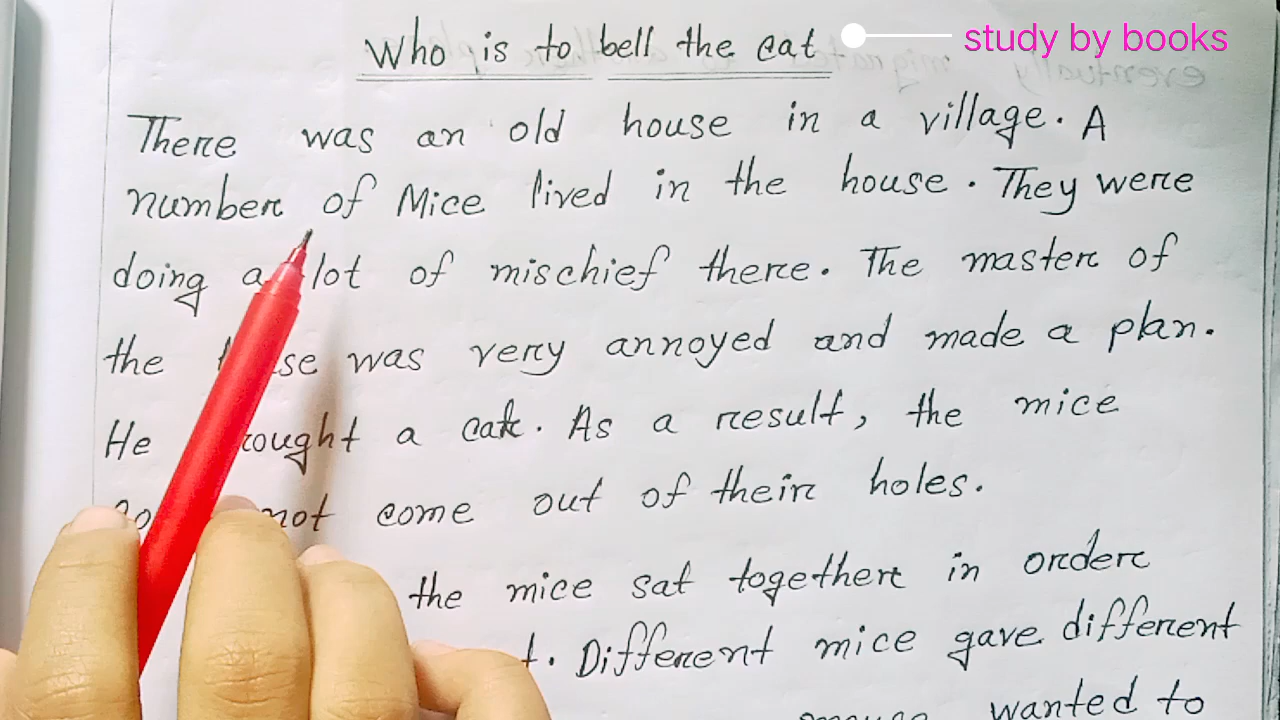 Who is to bell the cat
study by books
There was an old house in a village. A
number of Mice lived in the house. They were
doing a lot of mischief there. The master of
the was very annoyed and made a plan.
He a cat. As a result, the mice
not come out of their holes.
the mice sat together in order
Different mice gave different
wanted to